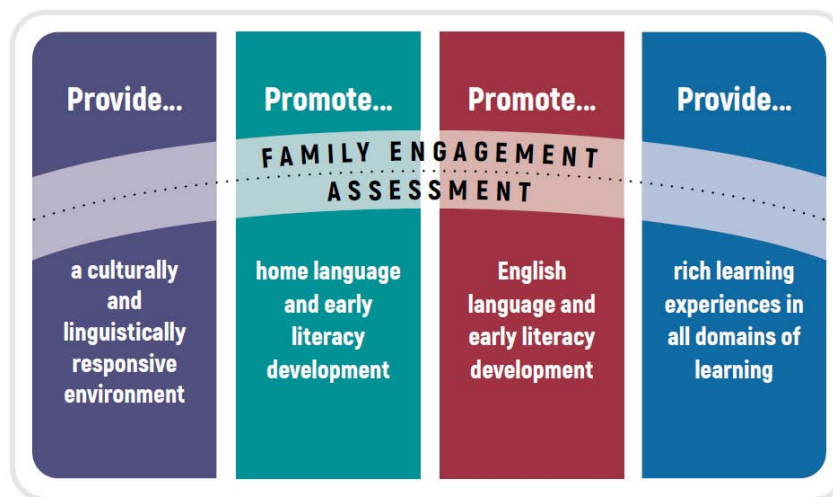 Provide...
a culturally
and
linguistically
responsive
environment
Promote...
home language
and early
literacy
development
Promote...
English
language and
early literacy
development
Provide...
rich learning
experiences in
all domains of
learning
FAMILY ENGAGEMENT
ASSESSMENT